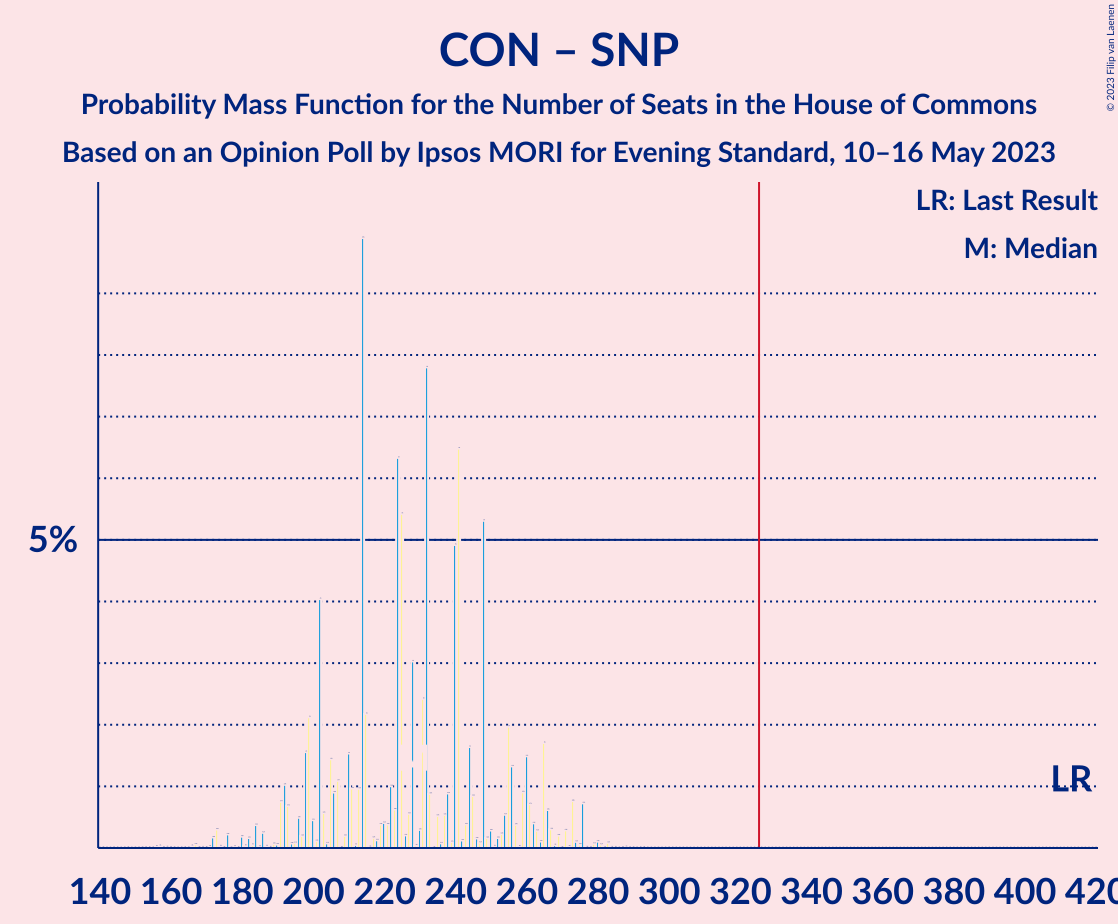 CON – SNP
Probability Mass Function for the Number of Seats in the House of Commons
Based on an Opinion Poll by Ipsos MORI for Evening Standard, 10–16 May 2023
© 2023 Filip van Laenen
LR: Last Result
M: Median
5%
LR
140 160 180 200 220 240 260 280 300 320 340 360 380 400 420